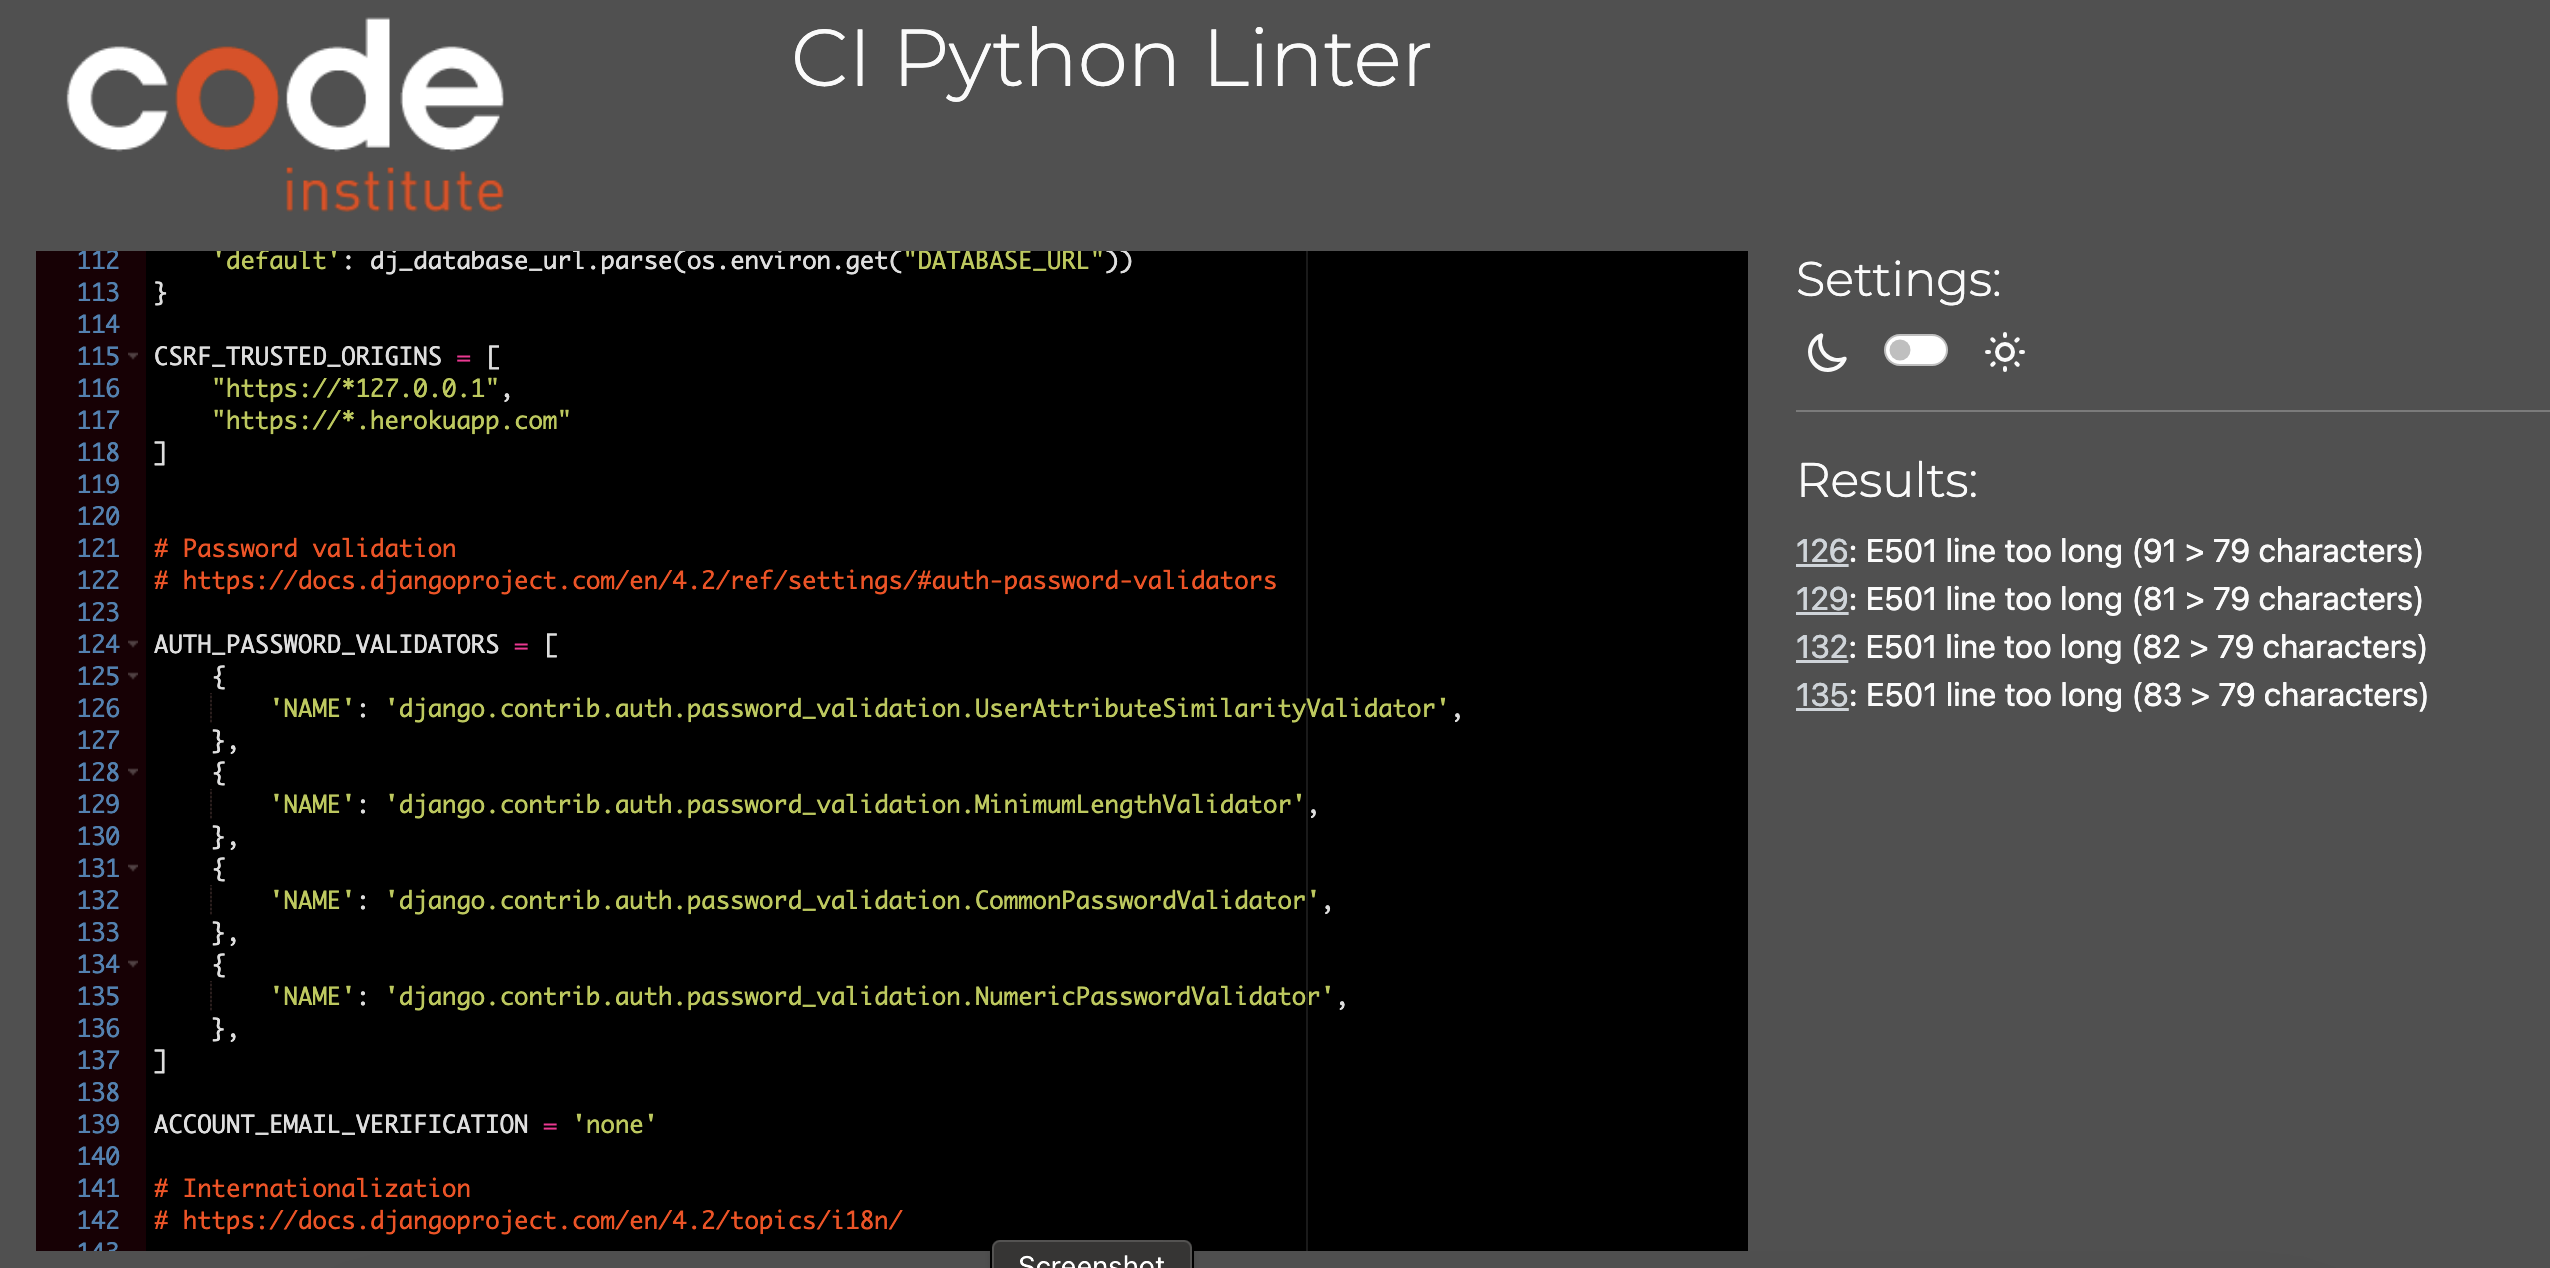 code
institute
CI Python Linter
112 'default': dj_database_url.parse(os.environ.get("DATABASE_URL"))
113 }
114
115 CSRF_TRUSTED_ORIGINS = [
116 "https://*127.0.0.1",
117 "https://*.herokuapp.com"
118 ]
119
120
121 # Password validation
122 # https://docs.djangoproject.com/en/4.2/ref/settings/#auth-password-validators
123
124 AUTH_PASSWORD_VALIDATORS = [
125 {
126 'NAME': 'django.contrib.auth.password_validation.UserAttributeSimilarityValidator',
127 },
128 {
129 'NAME': 'django.contrib.auth.password_validation.MinimumLengthValidator',
130 },
131 {
132 'NAME': 'django.contrib.auth.password_validation.CommonPasswordValidator',
133 },
134 {
135 'NAME': 'django.contrib.auth.password_validation.NumericPasswordValidator',
136 },
137 ]
138
139 ACCOUNT_EMAIL_VERIFICATION = 'none'
140
141 # Internationalization
142 # https://docs.djangoproject.com/en/4.2/topics/i18n/
143
Settings:
Results:
126: E501 line too long (91 > 79 characters)
129: E501 line too long (81 > 79 characters)
132: E501 line too long (82 > 79 characters)
135: E501 line too long (83 > 79 characters)
Screenshot